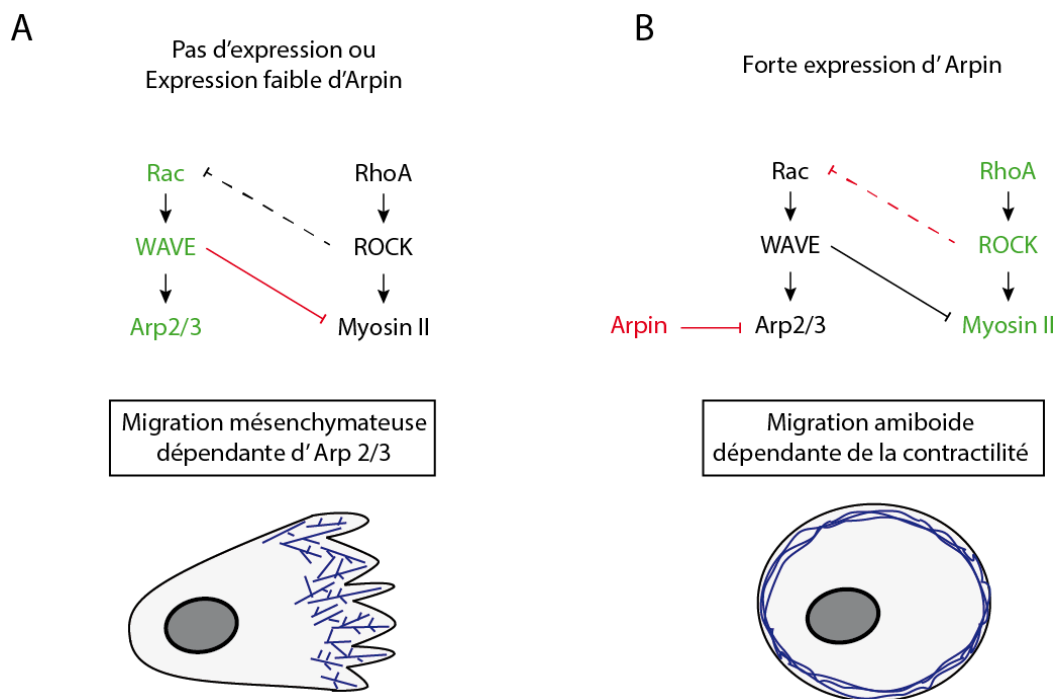 A
Pas d'expression ou
Expression faible d'Arpin
Rac
RhoA
WAVE
ROCK
Arp2/3
Myosin II
Migration mésenchymateuse
dépendante d' Arp 2/3
B
Forte expression d' Arpin
Rac
RhoA
WAVE
ROCK
Arpin
Arp2/3
Myosin II
Migration amiboide
dépendante de la contractilité